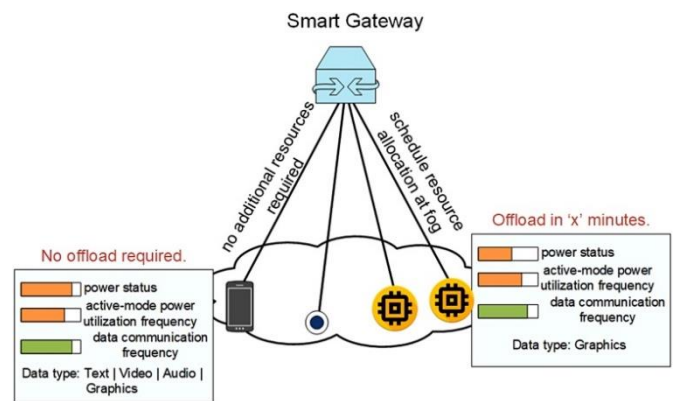 Smart Gateway
no additional resources
required
schedule resource
allocation at fog
No offload required.
power status
active-mode power
utilization frequency
data communication
frequency
Data type: Text | Video | Audio |
Graphics
Offload in ‘x’ minutes.
power status
active-mode power
utilization frequency
data communication
frequency
Data type: Graphics